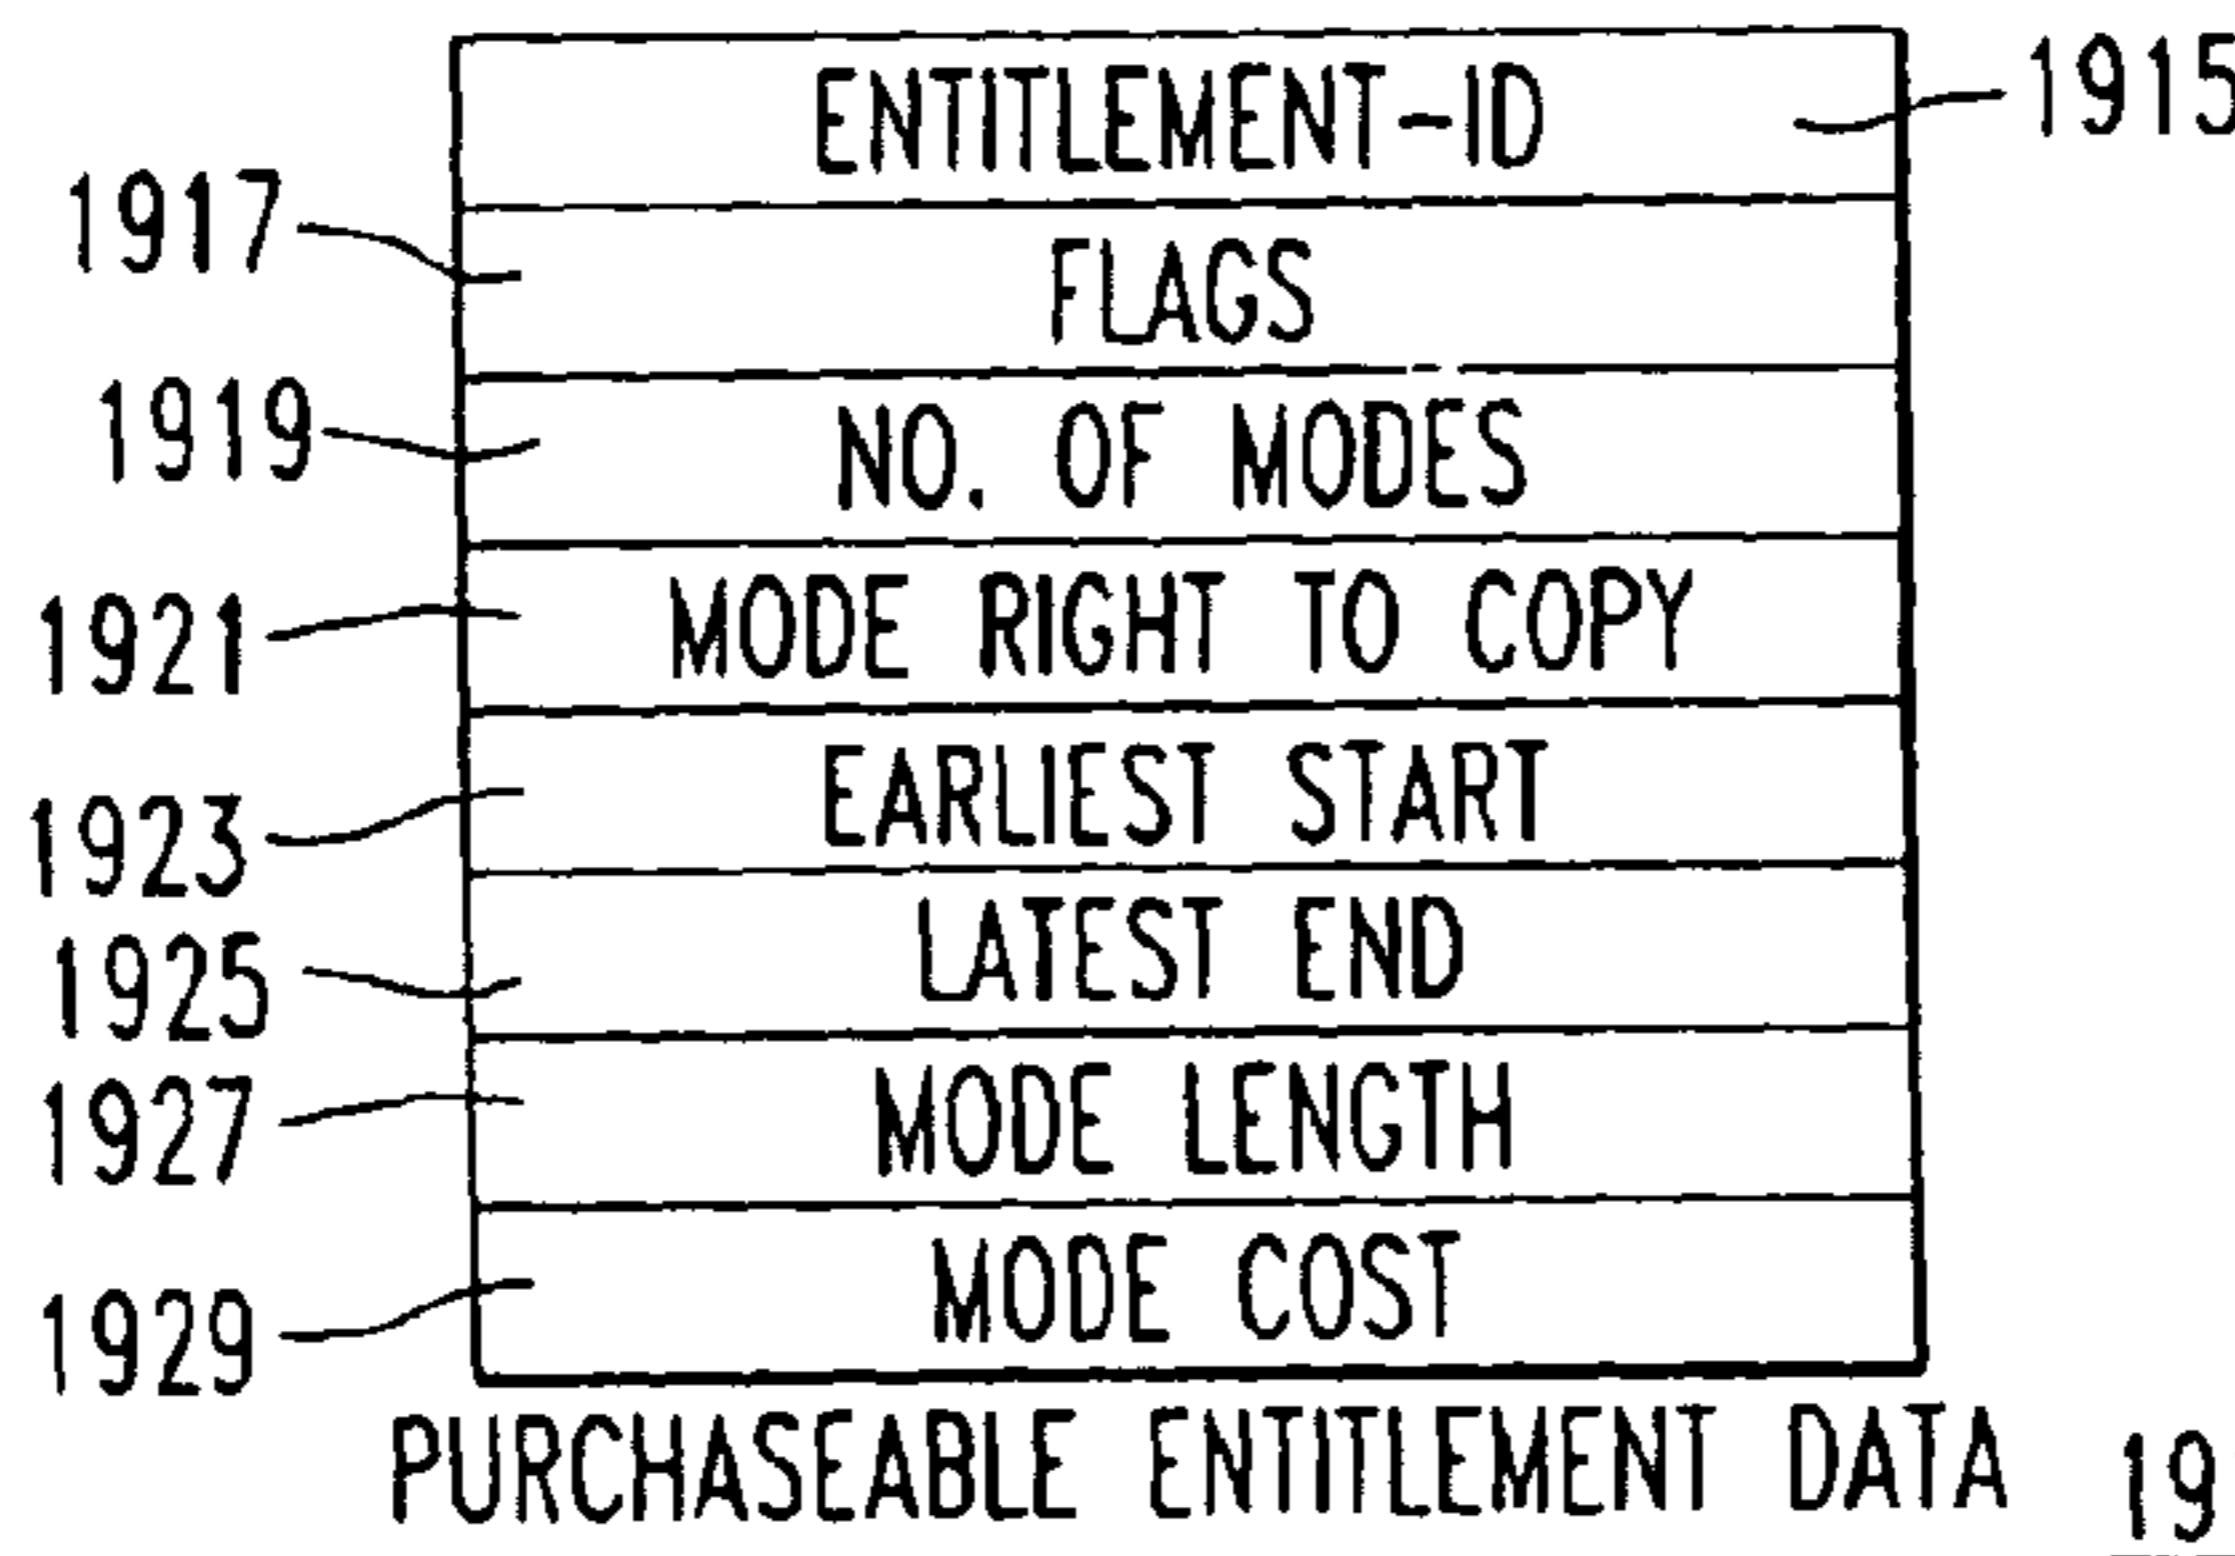 ENTITLEMENT-ID 1915
1917 FLAGS
1919 NO. OF MODES
1921 MODE RIGHT TO COPY
1923 EARLIEST START
1925 LATEST END
1927 MODE LENGTH
1929 MODE COST
PURCHASEABLE ENTITLEMENT DATA 19